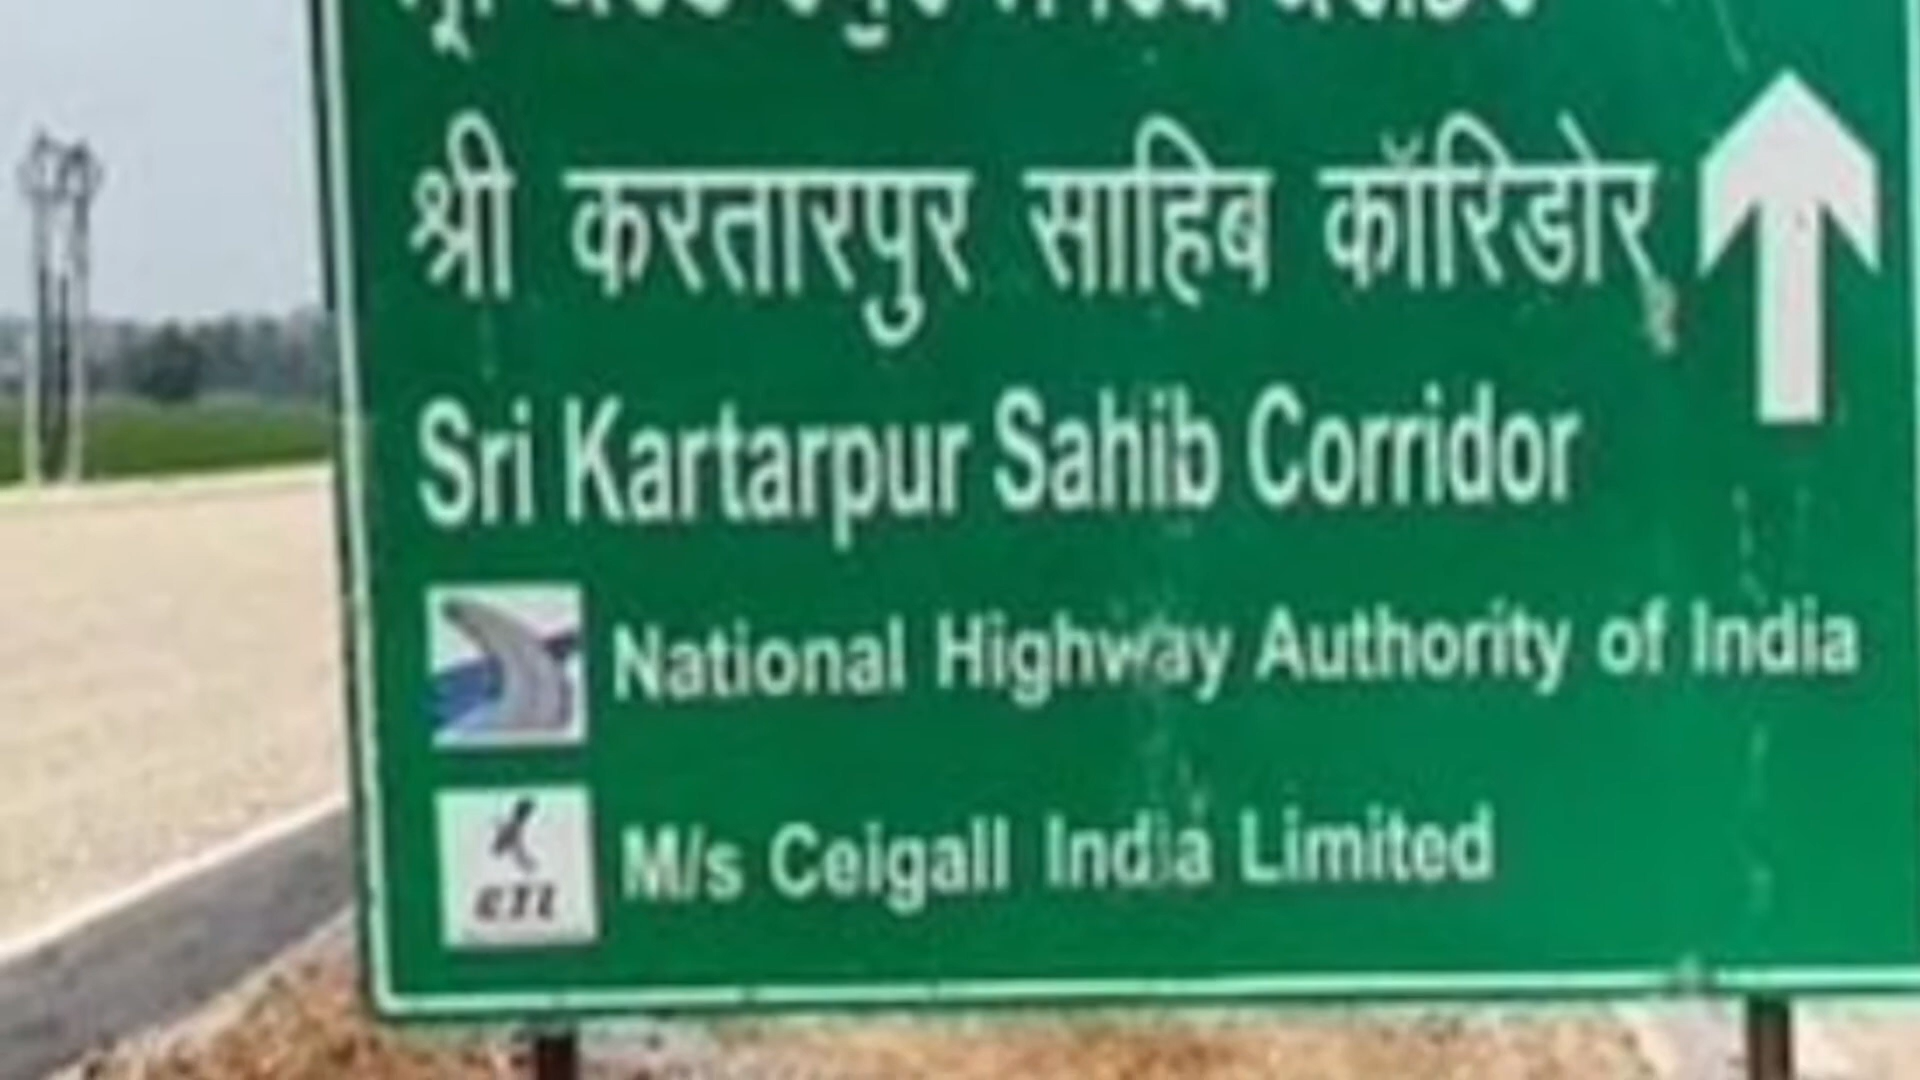 श्री करतारपुर साहिब कॉरिडोर
Sri Kartarpur Sahib Corridor
National Highway Authority of India
M/s Ceigall India Limited